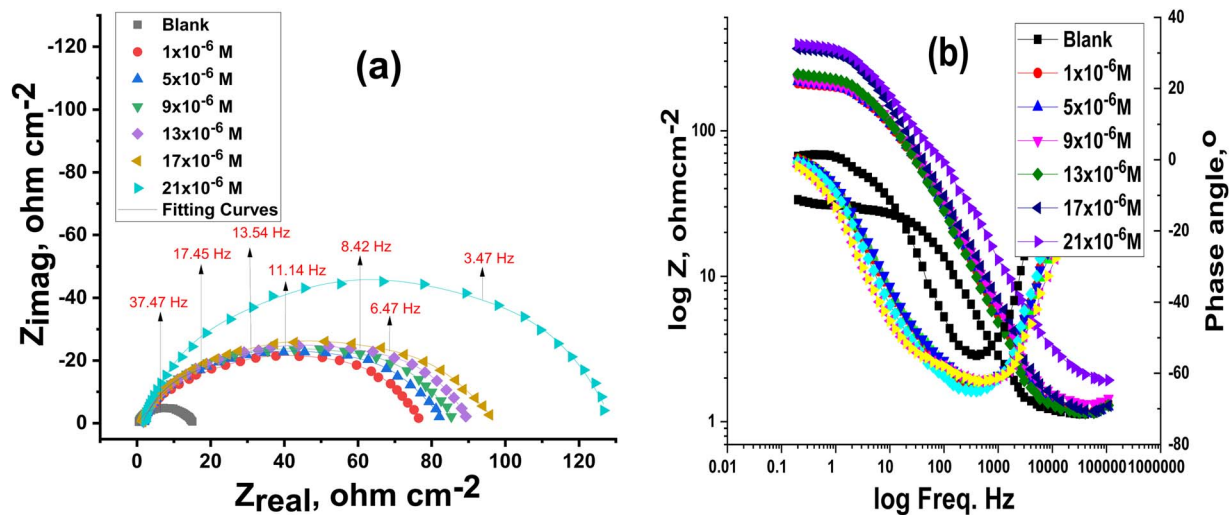 (a)
Blank
1x10⁻⁶ M
5x10⁻⁶ M
9x10⁻⁶ M
13x10⁻⁶ M
17x10⁻⁶ M
21x10⁻⁶ M
Fitting Curves
-120
-100
-80
-60
-40
-20
0
Zimag, ohm cm⁻²
37.47 Hz
17.45 Hz
13.54 Hz
11.14 Hz
8.42 Hz
6.47 Hz
3.47 Hz
0 20 40 60 80 100 120
Zreal, ohm cm⁻²
(b)
Blank
1x10⁻⁶M
5x10⁻⁶M
9x10⁻⁶M
13x10⁻⁶M
17x10⁻⁶M
21x10⁻⁶M
log Z, ohmcm⁻²
100
10
1
40
20
0
-20
-40
-60
-80
Phase angle,o
0.01 0.1 1 10 100 1000 10000 100000 1000000
log Freq. Hz